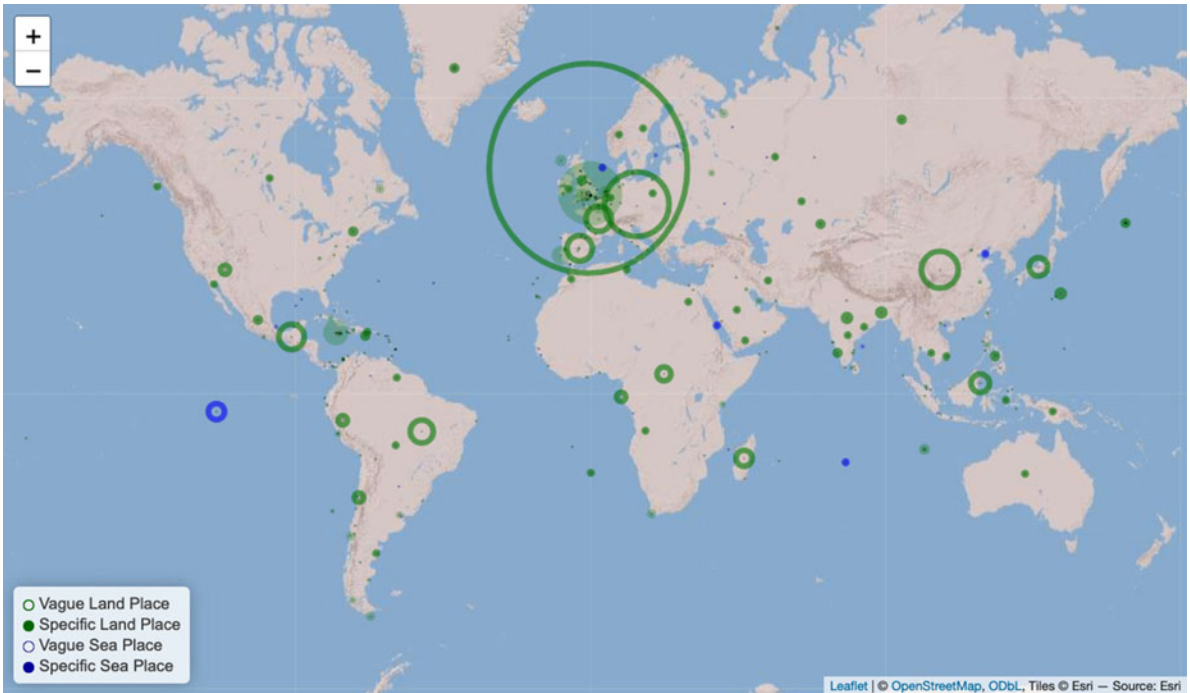 +
−
Vague Land Place
Specific Land Place
Vague Sea Place
Specific Sea Place
Leaflet | © OpenStreetMap, ODbL, Tiles © Esri — Source: Esri